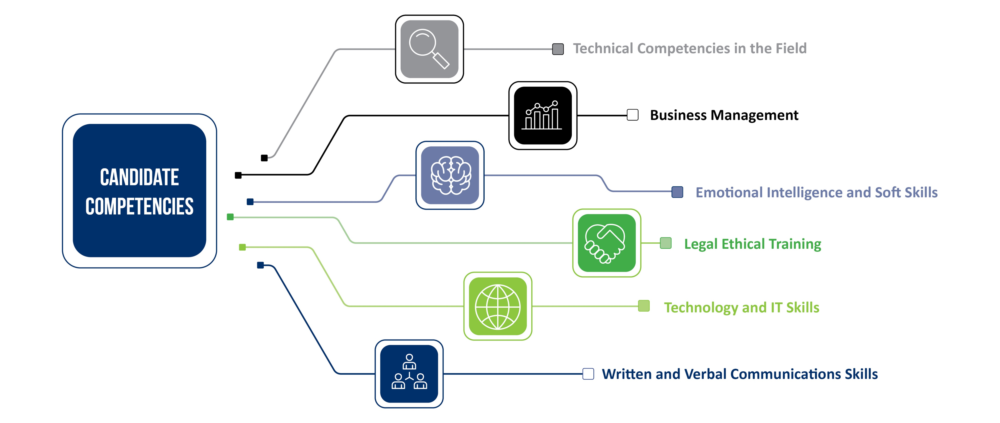 CANDIDATE
COMPETENCIES
Technical Competencies in the Field
Business Management
Emotional Intelligence and Soft Skills
Legal Ethical Training
Technology and IT Skills
Written and Verbal Communications Skills